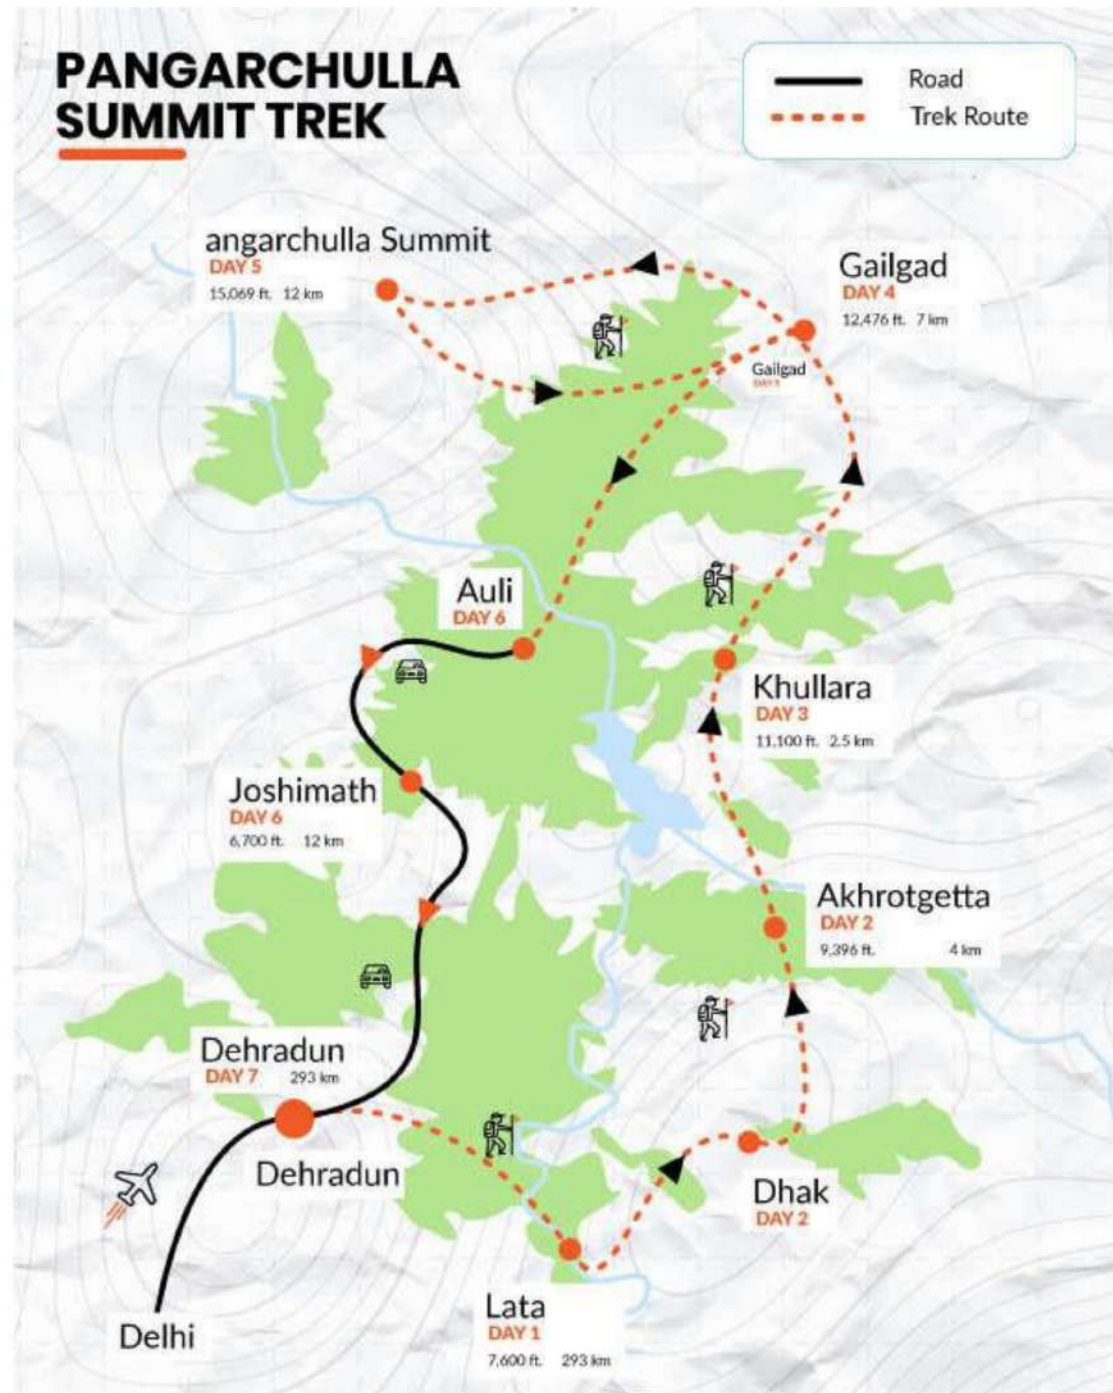 PANGARCHULLA
SUMMIT TREK
Road
Trek Route
angarchulla Summit
DAY 5
15,069 ft. 12 km
Gailgad
DAY 4
12,476 ft. 7 km
Gailgad
DAY 5
Auli
DAY 6
Khullara
DAY 3
11,100 ft. 2.5 km
Joshimath
DAY 6
6,700 ft. 12 km
Akhrotgetta
DAY 2
9,396 ft. 4 km
Dehradun
DAY 7 293 km
Dehradun
Dhak
DAY 2
Delhi
Lata
DAY 1
7,600 ft. 293 km